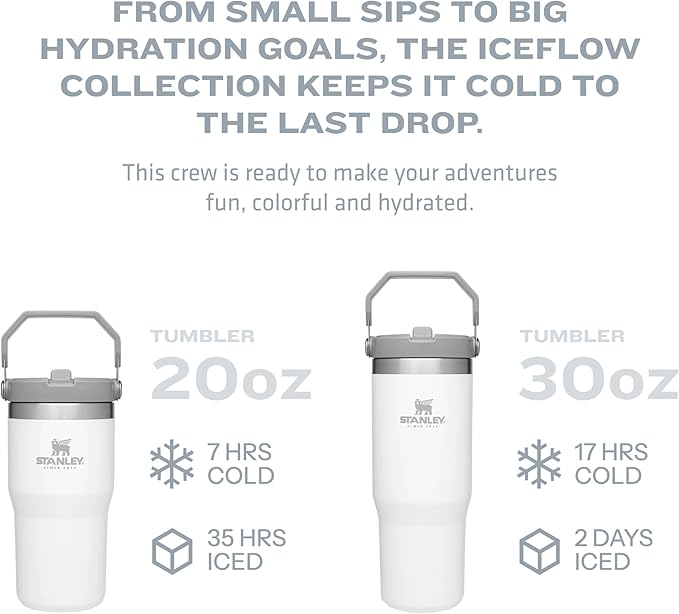 FROM SMALL SIPS TO BIG
HYDRATION GOALS, THE ICEFLOW
COLLECTION KEEPS IT COLD TO
THE LAST DROP.
This crew is ready to make your adventures
fun, colorful and hydrated.
TUMBLER
20oz
7 HRS
COLD
35 HRS
ICED
STANLEY
SINCE 1913
TUMBLER
30oz
17 HRS
COLD
2 DAYS
ICED
STANLEY
SINCE 1913